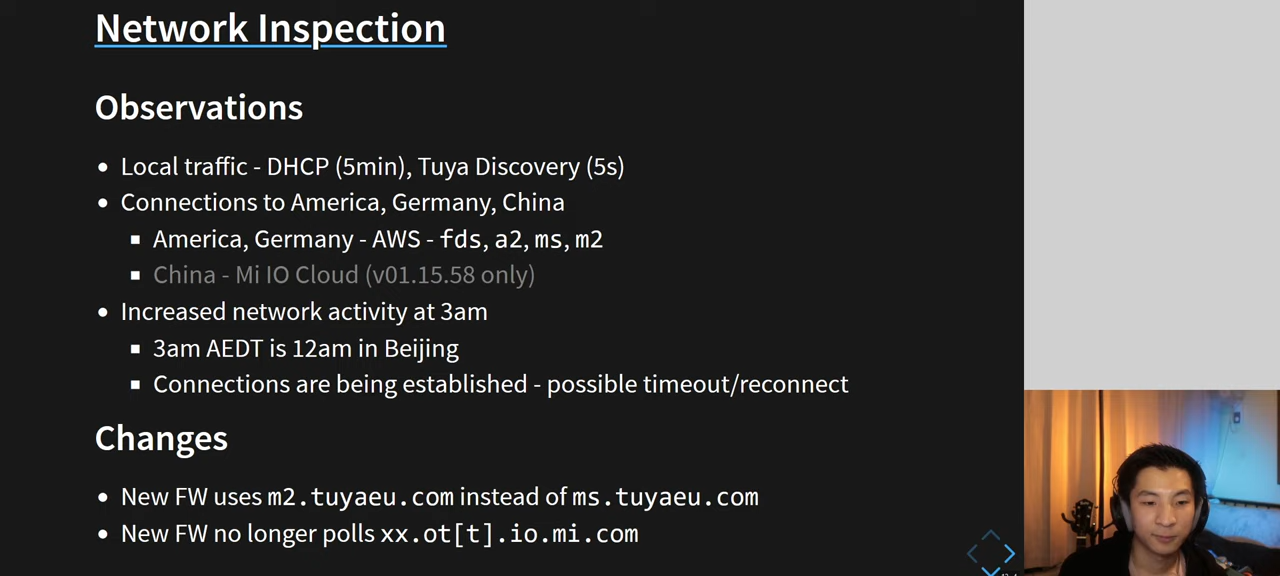 Network Inspection
Observations
• Local traffic - DHCP (5min), Tuya Discovery (5s)
• Connections to America, Germany, China
▪ America, Germany - AWS - fds, a2, ms, m2
▪ China - Mi IO Cloud (v01.15.58 only)
• Increased network activity at 3am
▪ 3am AEDT is 12am in Beijing
▪ Connections are being established - possible timeout/reconnect
Changes
• New FW uses m2.tuyaeu.com instead of ms.tuyaeu.com
• New FW no longer polls xx.ot[t].io.mi.com